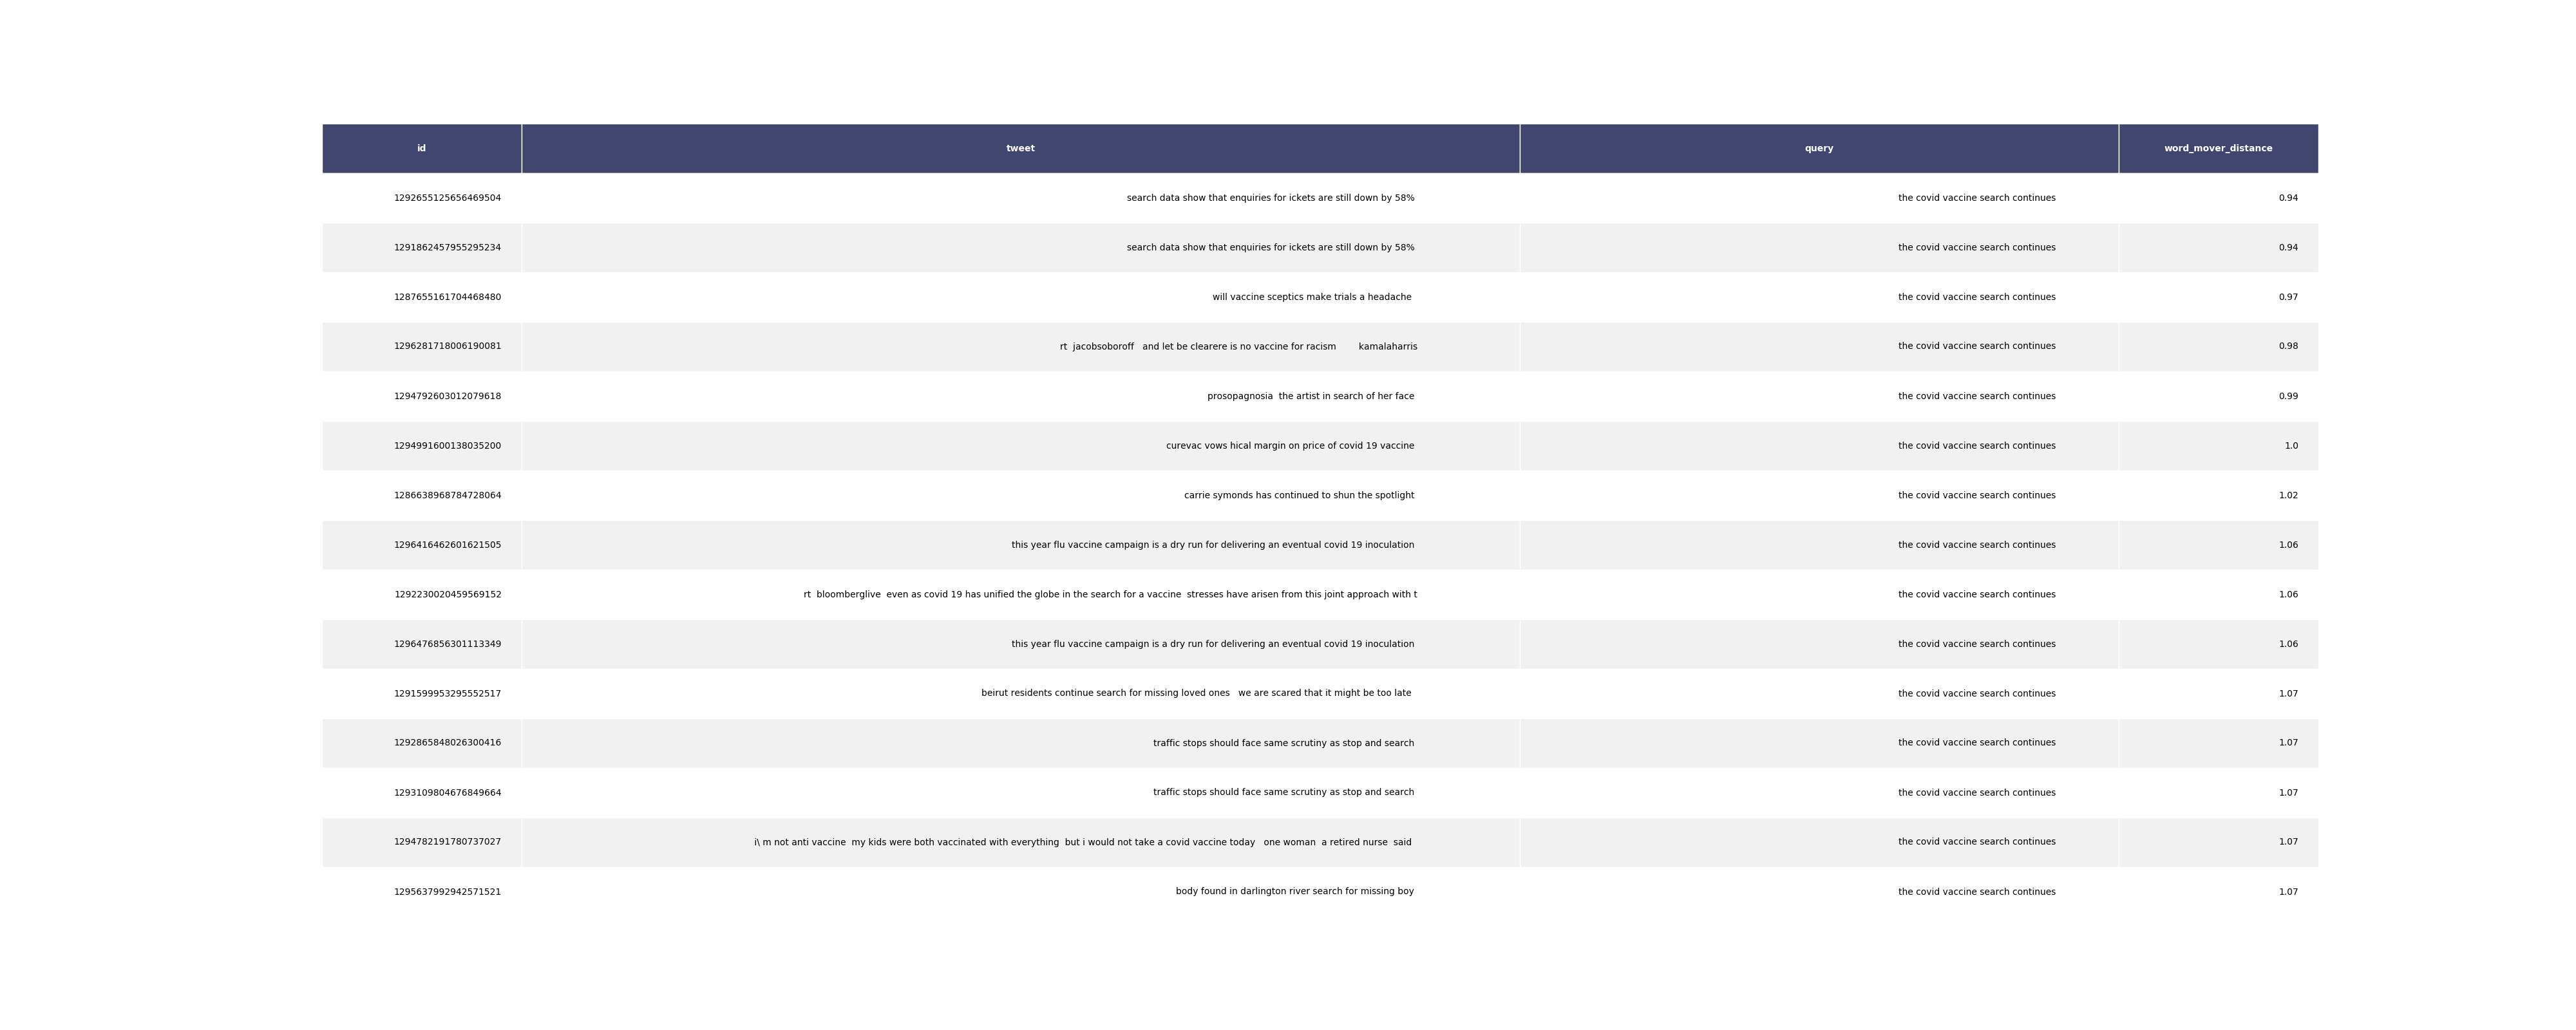 id tweet query word_mover_distance
1292655125656469504 search data show that enquiries for ickets are still down by 58% the covid vaccine search continues 0.94
1291862457955295234 search data show that enquiries for ickets are still down by 58% the covid vaccine search continues 0.94
1287655161704468480 will vaccine sceptics make trials a headache the covid vaccine search continues 0.97
1296281718006190081 rt jacobsoboroff and let be clearere is no vaccine for racism kamalaharris the covid vaccine search continues 0.98
1294792603012079618 prosopagnosia the artist in search of her face the covid vaccine search continues 0.99
1294991600138035200 curevac vows hical margin on price of covid 19 vaccine the covid vaccine search continues 1.0
1286638968784728064 carrie symonds has continued to shun the spotlight the covid vaccine search continues 1.02
1296416462601621505 this year flu vaccine campaign is a dry run for delivering an eventual covid 19 inoculation the covid vaccine search continues 1.06
1292230020459569152 rt bloomberglive even as covid 19 has unified the globe in the search for a vaccine stresses have arisen from this joint approach with t the covid vaccine search continues 1.06
1296476856301113349 this year flu vaccine campaign is a dry run for delivering an eventual covid 19 inoculation the covid vaccine search continues 1.06
1291599953295552517 beirut residents continue search for missing loved ones we are scared that it might be too late the covid vaccine search continues 1.07
1292865848026300416 traffic stops should face same scrutiny as stop and search the covid vaccine search continues 1.07
1293109804676849664 traffic stops should face same scrutiny as stop and search the covid vaccine search continues 1.07
1294782191780737027 i\ m not anti vaccine my kids were both vaccinated with everything but i would not take a covid vaccine today one woman a retired nurse said the covid vaccine search continues 1.07
1295637992942571521 body found in darlington river search for missing boy the covid vaccine search continues 1.07